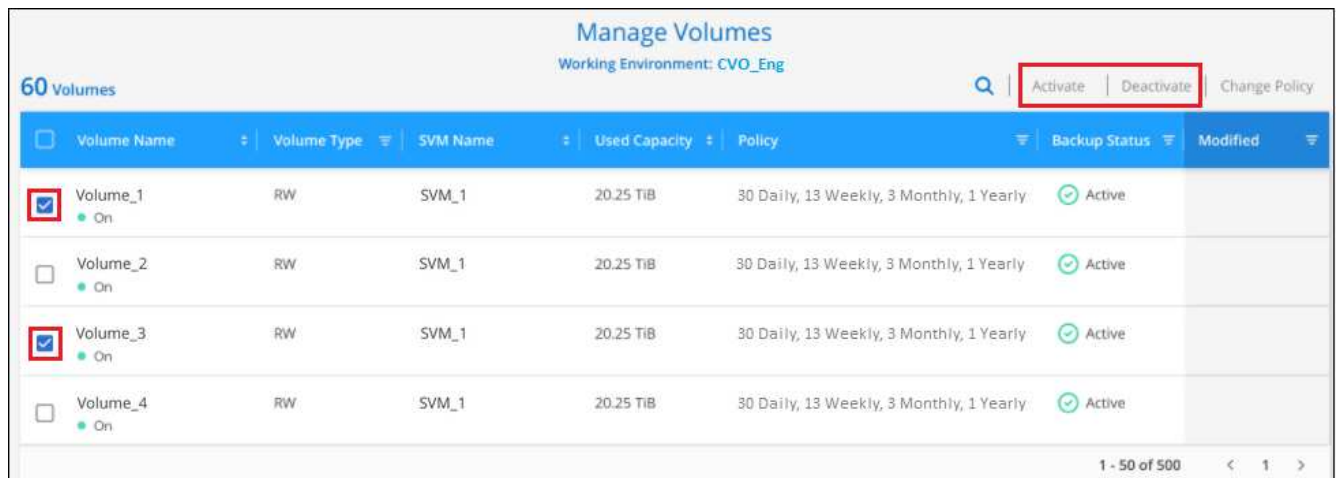 Manage Volumes
Working Environment: CVO_Eng
60 Volumes
Activate | Deactivate | Change Policy
Volume Name Volume Type SVM Name Used Capacity Policy Backup Status Modified
Volume_1 RW SVM_1 20.25 TiB 30 Daily, 13 Weekly, 3 Monthly, 1 Yearly Active
On
Volume_2 RW SVM_1 20.25 TiB 30 Daily, 13 Weekly, 3 Monthly, 1 Yearly Active
On
Volume_3 RW SVM_1 20.25 TiB 30 Daily, 13 Weekly, 3 Monthly, 1 Yearly Active
On
Volume_4 RW SVM_1 20.25 TiB 30 Daily, 13 Weekly, 3 Monthly, 1 Yearly Active
On
1 - 50 of 500 < 1 >